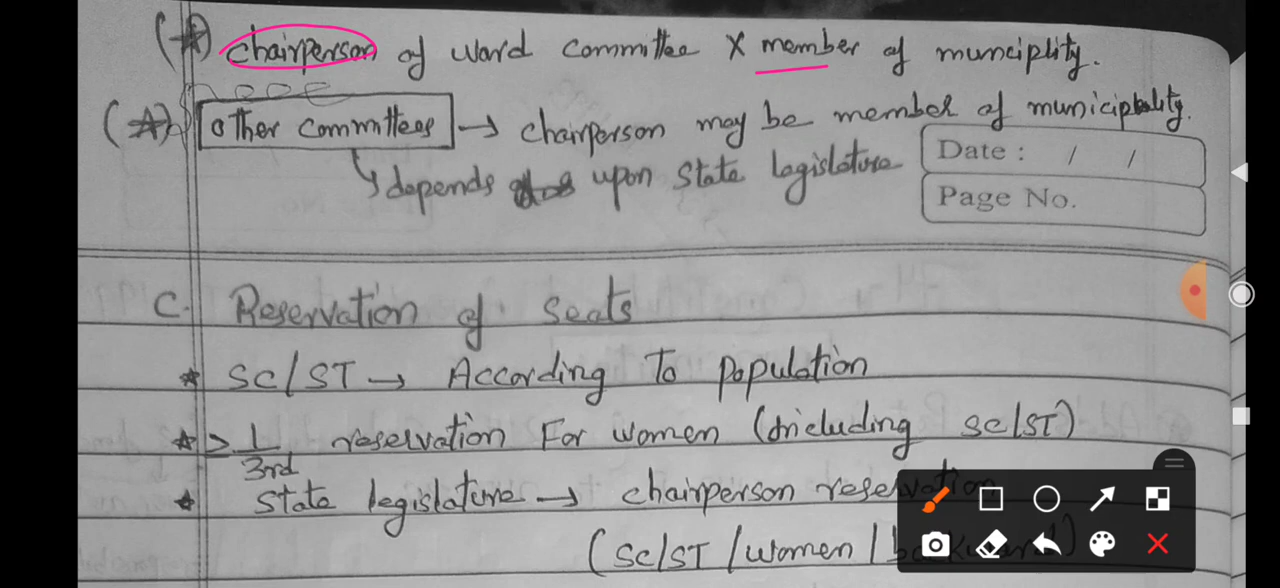 (★) chairperson of ward committee X member of munciplity.
(★) other committees → chairperson may be member of municipality.
↳ depends upon state legislature
Date : / /
Page No.
C. Reservation of seats
★ SC/ST → According To population
★ ≥ 1/3rd reservation For women (including SC/ST)
★ State legislature → chairperson reservation
(SC/ST / women / backward)